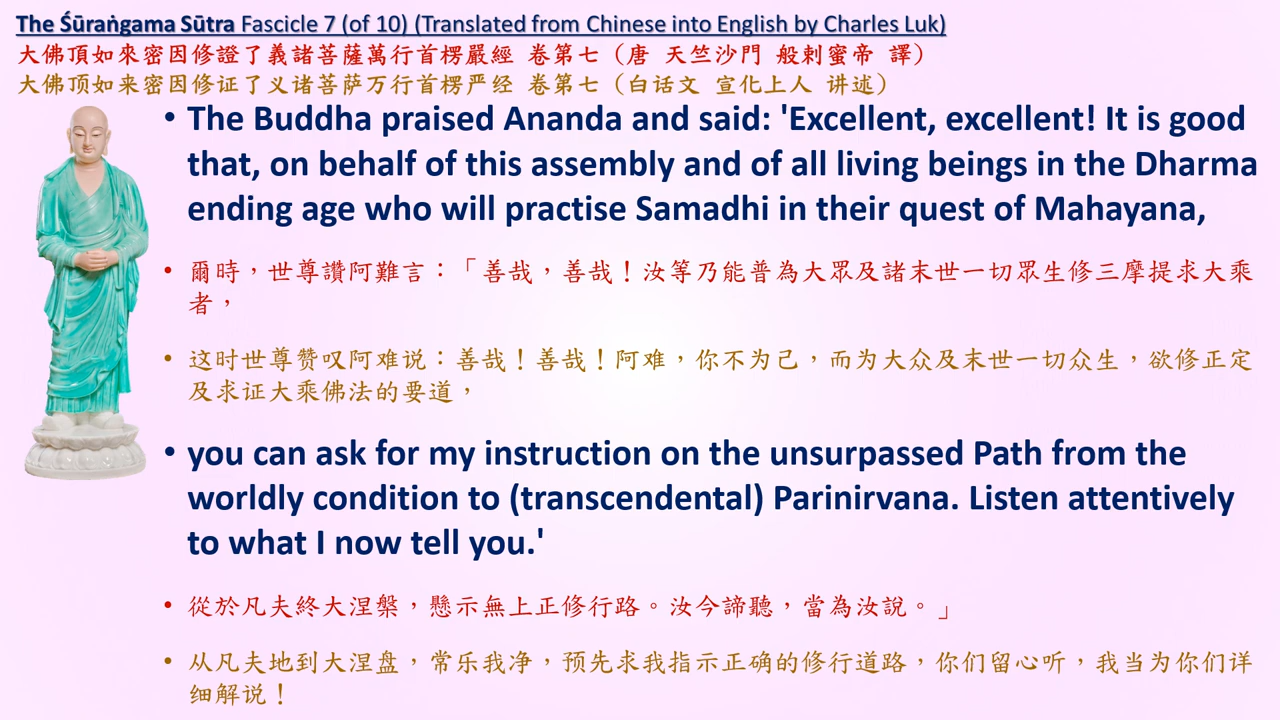 The Śūraṅgama Sūtra Fascicle 7 (of 10) (Translated from Chinese into English by Charles Luk)
大佛頂如來密因修證了義諸菩薩萬行首楞嚴經 卷第七（唐 天竺沙門 般剌蜜帝 譯）
大佛顶如来密因修证了义诸菩萨万行首楞严经 卷第七（白话文 宣化上人 讲述）
• The Buddha praised Ananda and said: 'Excellent, excellent! It is good
that, on behalf of this assembly and of all living beings in the Dharma
ending age who will practise Samadhi in their quest of Mahayana,
• 爾時，世尊讚阿難言：「善哉，善哉！汝等乃能普為大眾及諸末世一切眾生修三摩提求大乘
者，
• 这时世尊赞叹阿难说：善哉！善哉！阿难，你不为己，而为大众及末世一切众生，欲修正定
及求证大乘佛法的要道，
• you can ask for my instruction on the unsurpassed Path from the
worldly condition to (transcendental) Parinirvana. Listen attentively
to what I now tell you.'
• 從於凡夫終大涅槃，懸示無上正修行路。汝今諦聽，當為汝說。」
• 从凡夫地到大涅盘，常乐我净，预先求我指示正确的修行道路，你们留心听，我当为你们详
细解说！